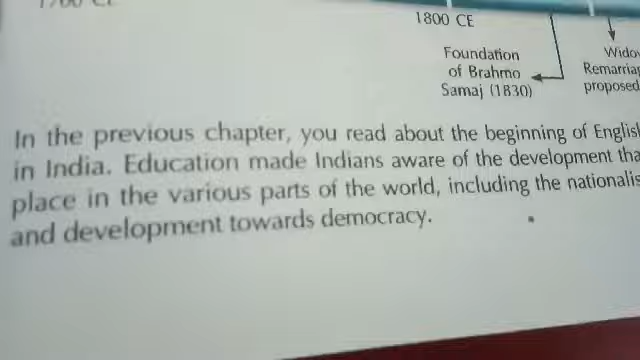 1800 CE
Foundation
of Brahmo
Samaj (1830)
proposed
In the previous chapter, you read about the beginning of
in India. Education made Indians aware of the development
place in the various parts of the world, including the
and development towards democracy.